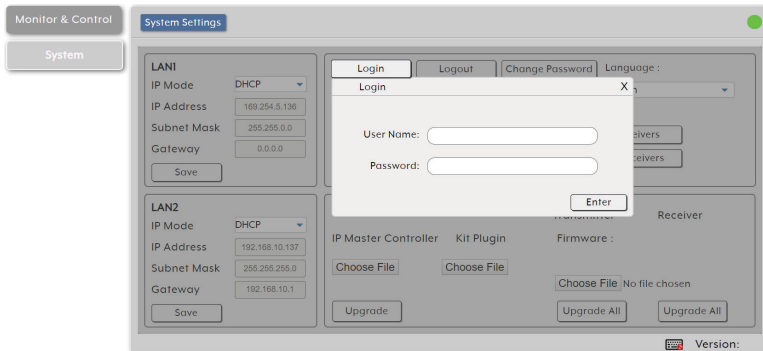 Monitor & Control
System
System Settings
LAN1
IP Mode DHCP
IP Address 169.254.5.136
Subnet Mask 255.255.0.0
Gateway 0.0.0.0
Save
Login Logout Change Password Language :
Login X
User Name:
Password:
Enter
LAN2
IP Mode DHCP
IP Address 192.168.10.137
Subnet Mask 255.255.255.0
Gateway 192.168.10.1
Save
Receiver
IP Master Controller Kit Plugin Firmware :
Choose File Choose File
Choose File No file chosen
Upgrade Upgrade All Upgrade All
Version: